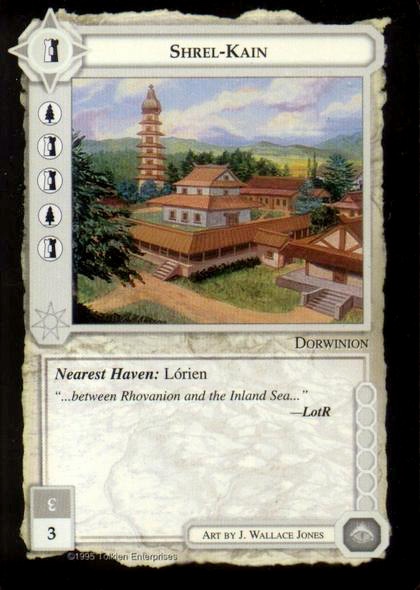 Shrel-Kain
Dorwinion
Nearest Haven: Lórien
“...between Rhovanion and the Inland Sea...”
—LotR
ε
3
Art by J. Wallace Jones
©1995 Tolkien Enterprises